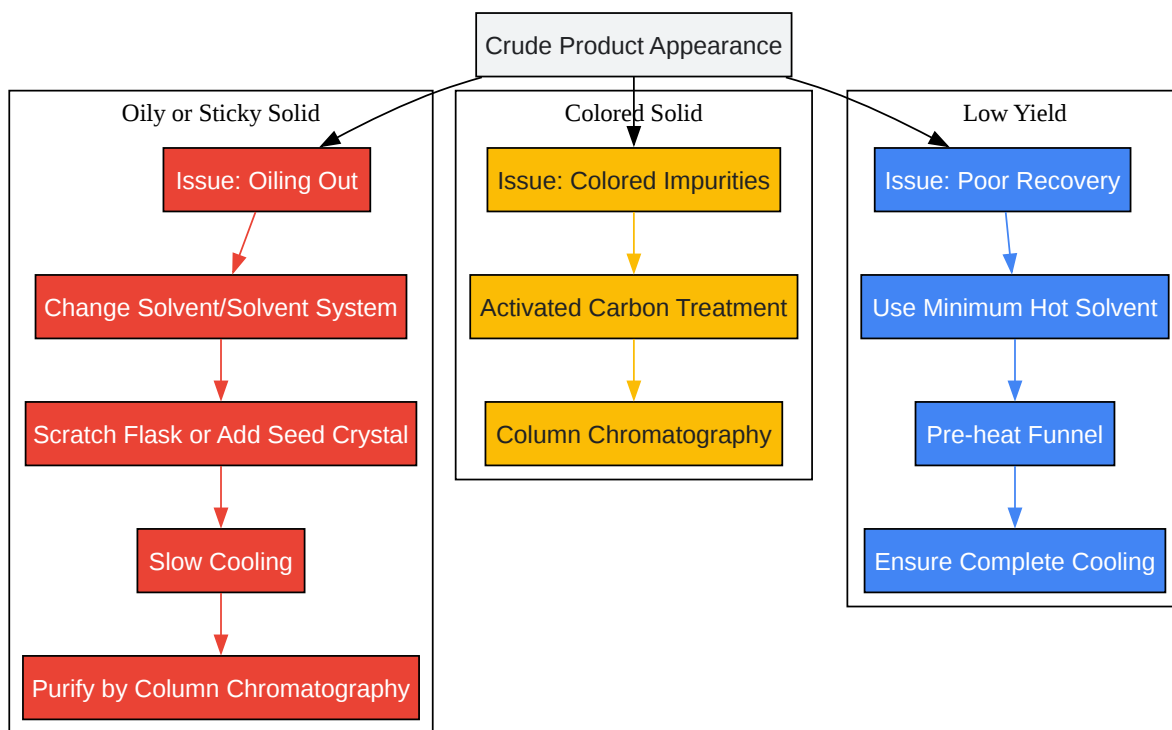 Crude Product Appearance
Oily or Sticky Solid
Issue: Oiling Out
Change Solvent/Solvent System
Scratch Flask or Add Seed Crystal
Slow Cooling
Purify by Column Chromatography
Colored Solid
Issue: Colored Impurities
Activated Carbon Treatment
Column Chromatography
Low Yield
Issue: Poor Recovery
Use Minimum Hot Solvent
Pre-heat Funnel
Ensure Complete Cooling